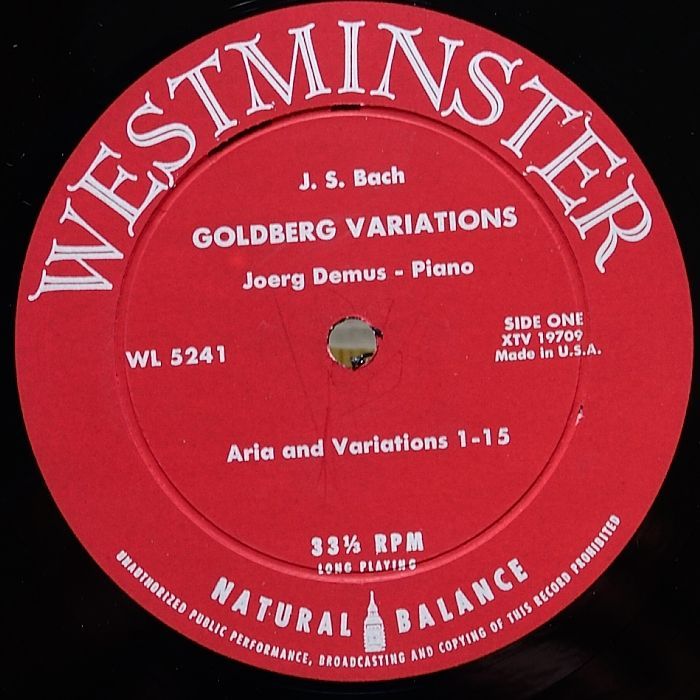 WESTMINSTER
J. S. Bach
GOLDBERG VARIATIONS
Joerg Demus - Piano
WL 5241
SIDE ONE
XTV 19709
Made in U.S.A.
Aria and Variations 1-15
33⅓ RPM
LONG PLAYING
NATURAL BALANCE
UNAUTHORIZED PUBLIC PERFORMANCE, BROADCASTING AND COPYING OF THIS RECORD PROHIBITED